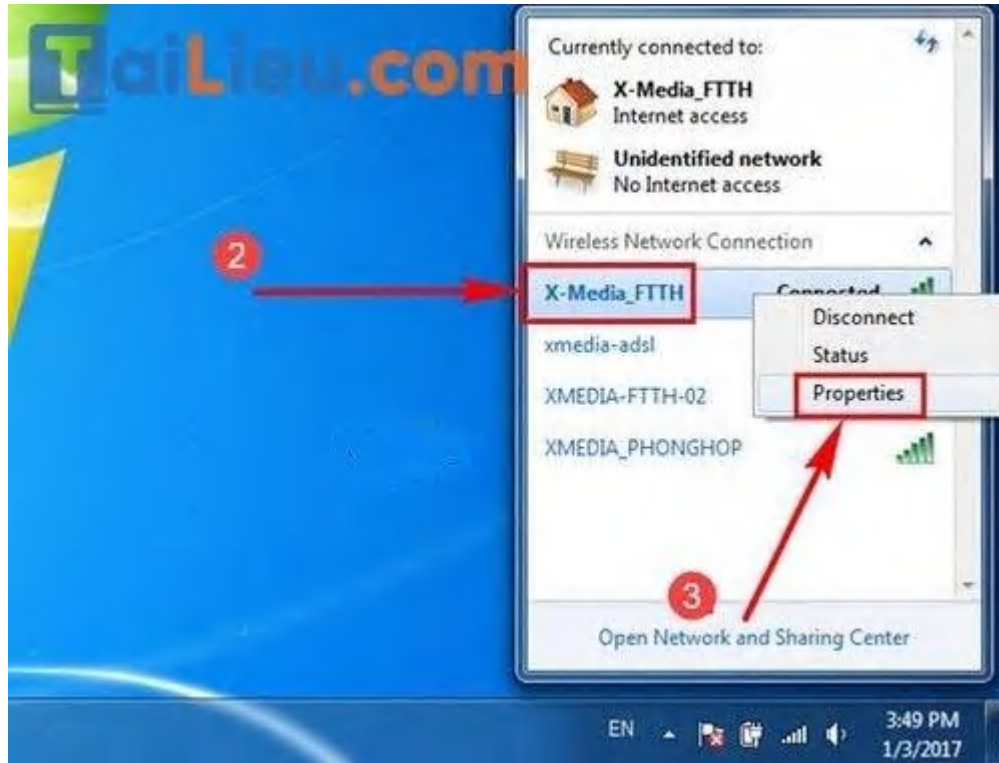 TaiLieu.com
Currently connected to:
X-Media_FTTH
Internet access
Unidentified network
No Internet access
Wireless Network Connection
2
X-Media_FTTH Connected
Disconnect
xmedia-adsl
Status
XMEDIA-FTTH-02
Properties
XMEDIA_PHONGHOP
3
Open Network and Sharing Center
EN
3:49 PM
1/3/2017